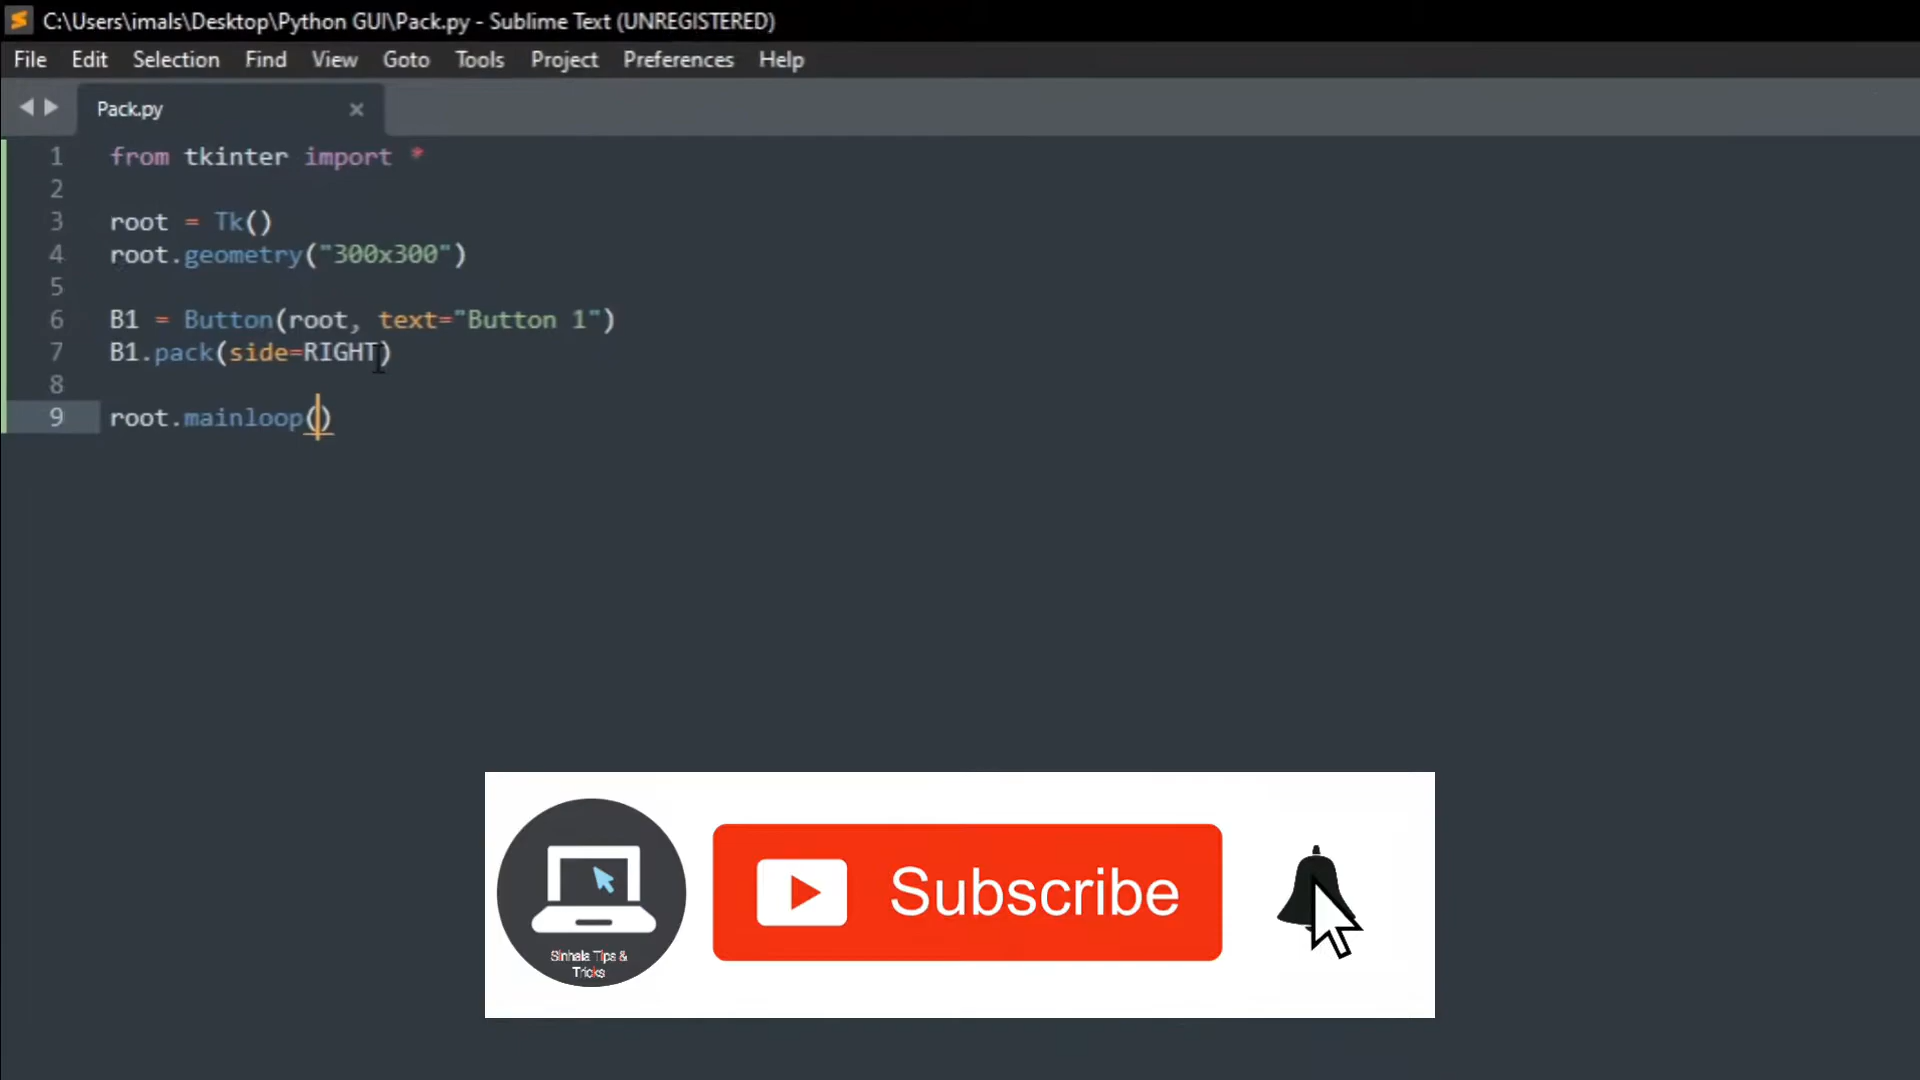 C:\Users\imals\Desktop\Python GUI\Pack.py - Sublime Text (UNREGISTERED)
File Edit Selection Find View Goto Tools Project Preferences Help
Pack.py
1 from tkinter import *
2
3 root = Tk()
4 root.geometry("300x300")
5
6 B1 = Button(root, text="Button 1")
7 B1.pack(side=RIGHT)
8
9 root.mainloop()
Subscribe
Sinhala Tips &
Tricks